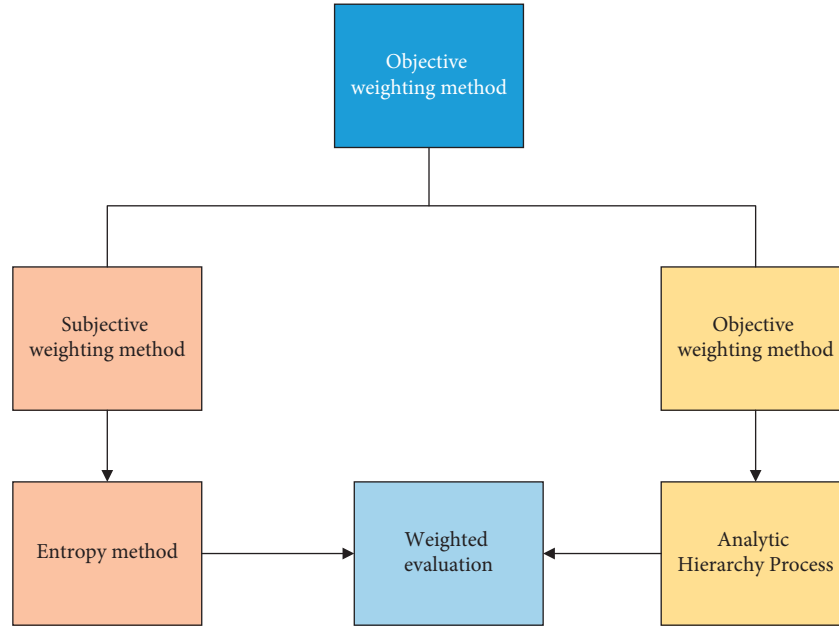 Objective
weighting method
Subjective
weighting method
Objective
weighting method
Entropy method
Weighted
evaluation
Analytic
Hierarchy Process